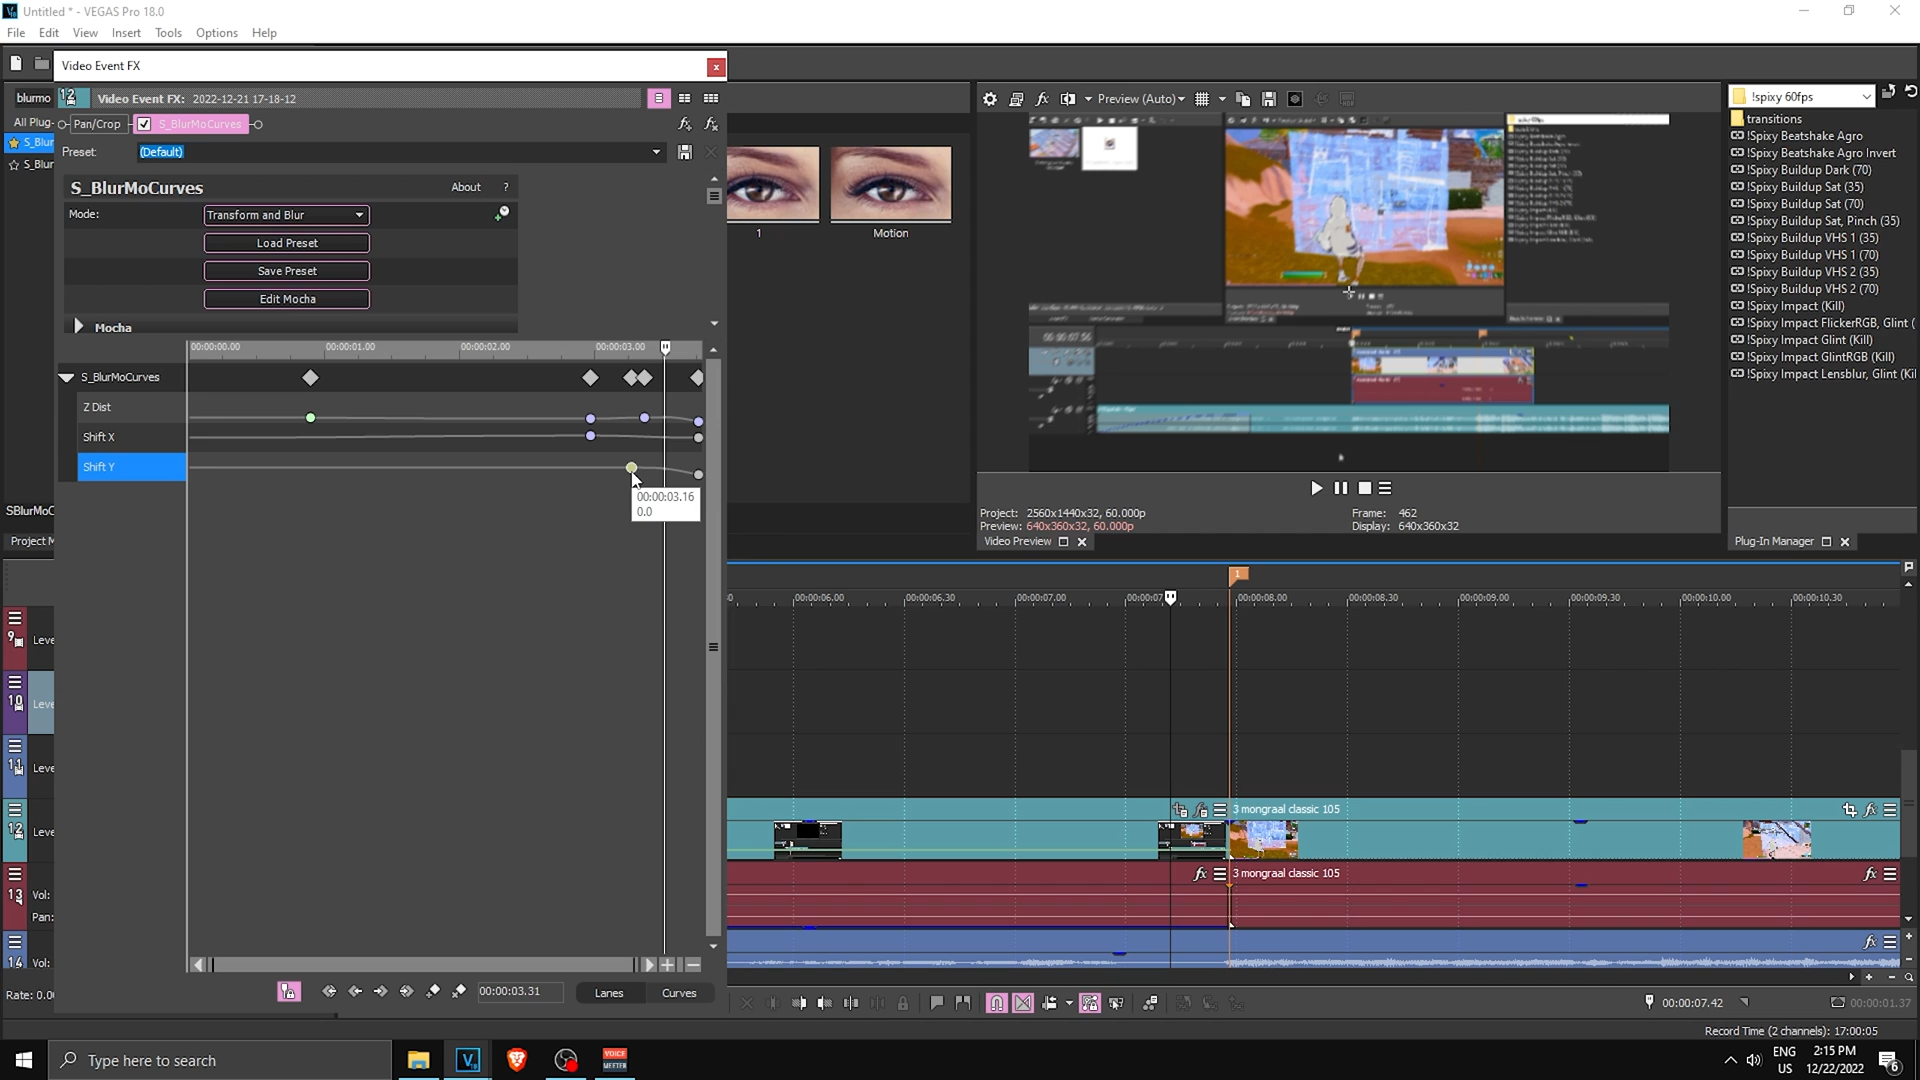 Untitled * - VEGAS Pro 18.0
File Edit View Insert Tools Options Help
Video Event FX
blurmo
Video Event FX: 2022-12-21 17-18-12
All Plug-
Pan/Crop S_BlurMoCurves
S_Blur
S_Blur
Preset: (Default)
S_BlurMoCurves About ?
Mode: Transform and Blur
Load Preset
Save Preset
Edit Mocha
Mocha
00:00:00.00 00:00:01.00 00:00:02.00 00:00:03.00
S_BlurMoCurves
Z Dist
Shift X
Shift Y
00:00:03.16
0.0
SBlurMoC
Project M
1
Motion
Preview (Auto)
Project: 2560x1440x32, 60.000p
Preview: 640x360x32, 60.000p
Frame: 462
Display: 640x360x32
Video Preview
!spixy 60fps
transitions
!Spixy Beatshake Agro
!Spixy Beatshake Agro Invert
!Spixy Buildup Dark (70)
!Spixy Buildup Sat (35)
!Spixy Buildup Sat (70)
!Spixy Buildup Sat, Pinch (35)
!Spixy Buildup VHS 1 (35)
!Spixy Buildup VHS 1 (70)
!Spixy Buildup VHS 2 (35)
!Spixy Buildup VHS 2 (70)
!Spixy Impact (Kill)
!Spixy Impact FlickerRGB, Glint (
!Spixy Impact Glint (Kill)
!Spixy Impact GlintRGB (Kill)
!Spixy Impact Lensblur, Glint (Kil
Plug-In Manager
1
00:00:06.00 00:00:06.30 00:00:07.00 00:00:07 00:00:08.00 00:00:08.30 00:00:09.00 00:00:09.30 00:00:10.00 00:00:10.30
9 Leve
10 Leve
11 Leve
12 Leve
13 Vol:
Pan:
14 Vol:
3 mongraal classic 105
3 mongraal classic 105
Rate: 0.0
00:00:03.31 Lanes Curves
00:00:07.42 00:00:01.37
Record Time (2 channels): 17:00:05
Type here to search
VOICE
MEETER
ENG
US
2:15 PM
12/22/2022
6